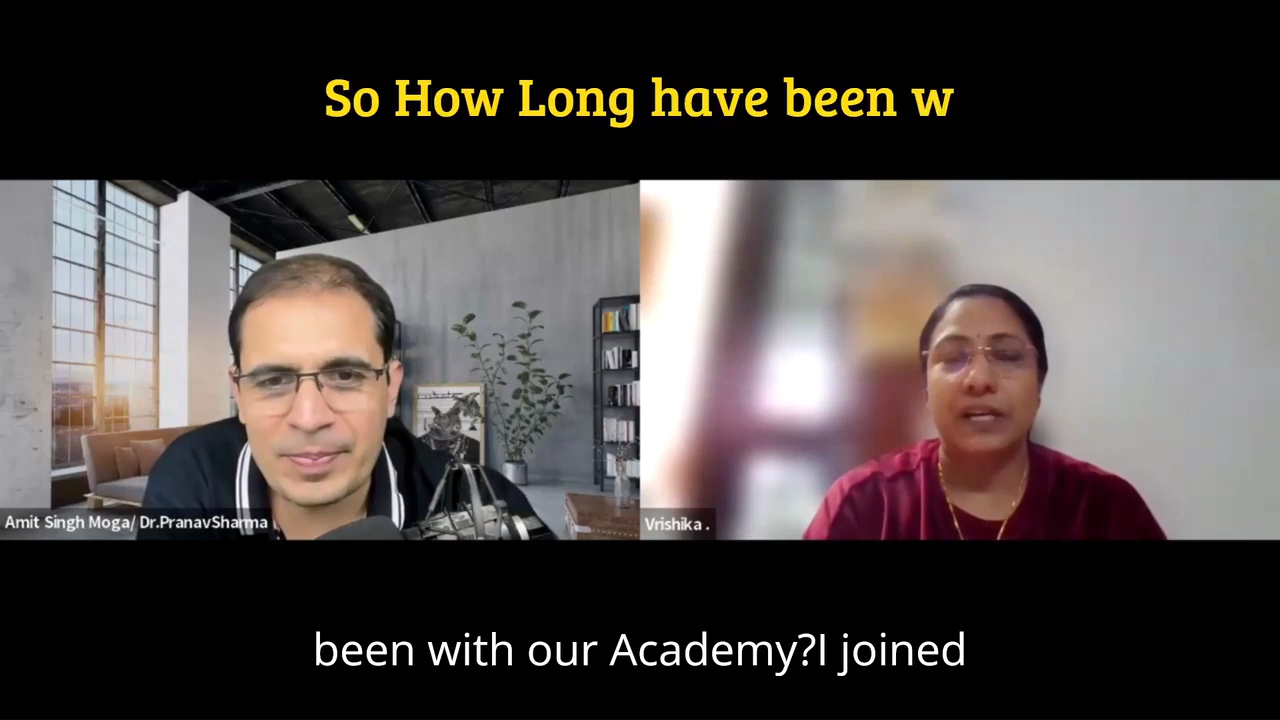 So How Long have been w
Amit Singh Moga/ Dr.PranavSharma
Vrishika .
been with our Academy?I joined